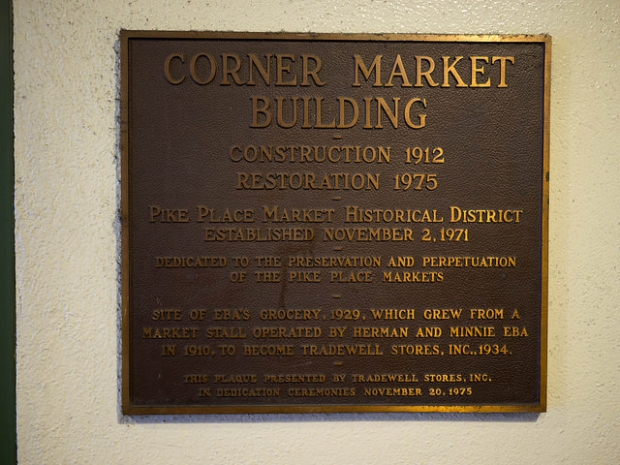 CORNER MARKET
BUILDING
CONSTRUCTION 1912
RESTORATION 1975
PIKE PLACE MARKET HISTORICAL DISTRICT
ESTABLISHED NOVEMBER 2, 1971
DEDICATED TO THE PRESERVATION AND PERPETUATION
OF THE PIKE PLACE MARKETS
SITE OF EBA'S GROCERY, 1929, WHICH GREW FROM A
MARKET STALL OPERATED BY HERMAN AND MINNIE EBA
IN 1910, TO BECOME TRADEWELL STORES, INC., 1934.
THIS PLAQUE PRESENTED BY TRADEWELL STORES, INC.
IN DEDICATION CEREMONIES NOVEMBER 20, 1975